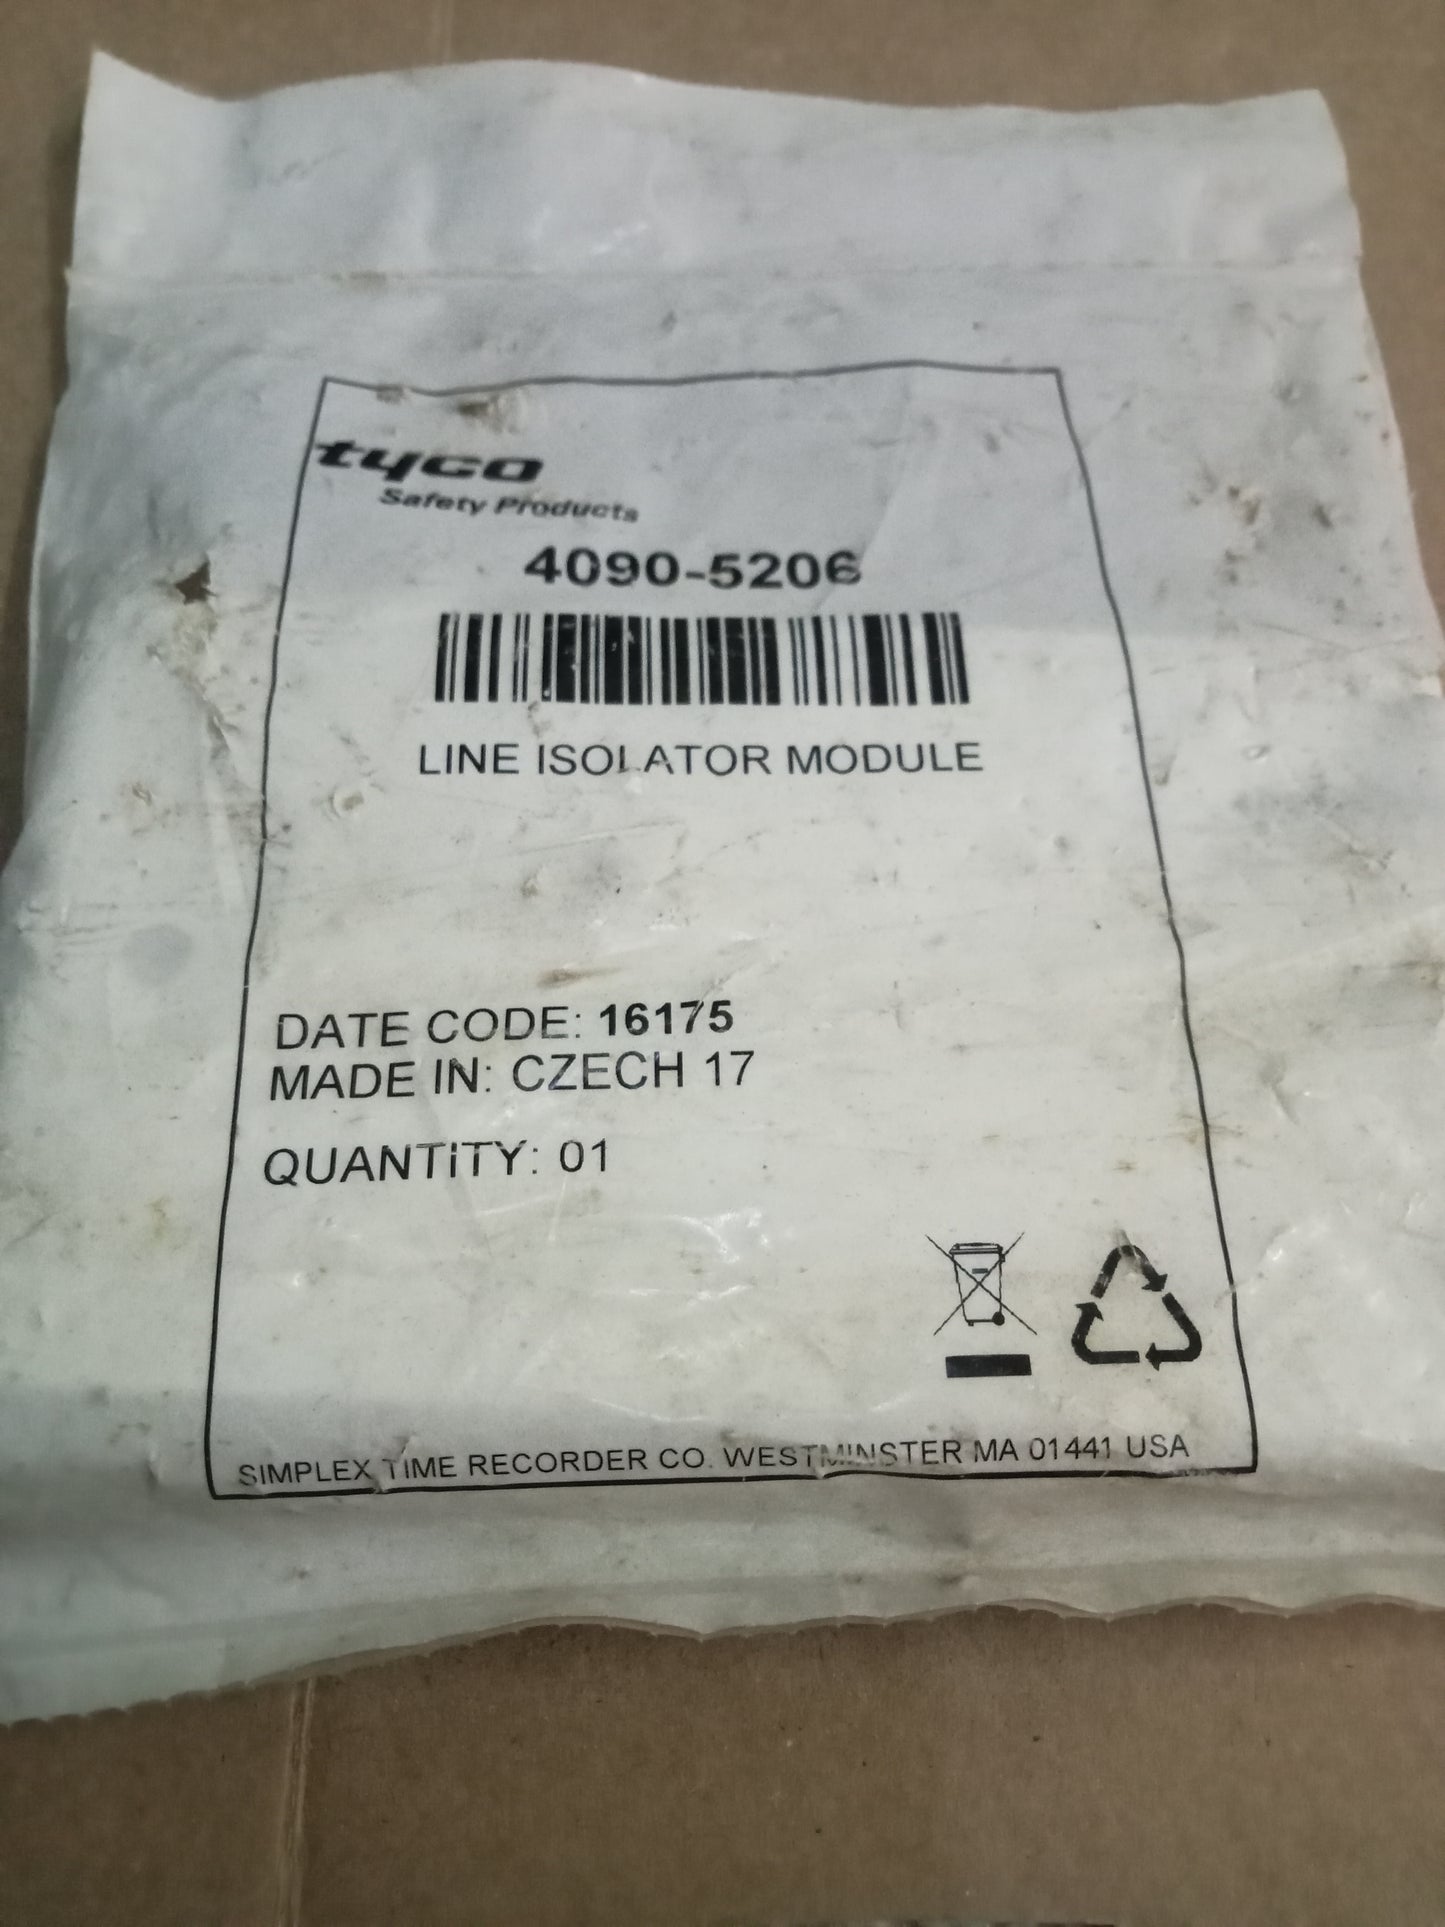 tyco
Safety Products
4090-5206
LINE ISOLATOR MODULE
DATE CODE: 16175
MADE IN: CZECH 17
QUANTITY: 01
SIMPLEX TIME RECORDER CO. WESTMINSTER MA 01441 USA